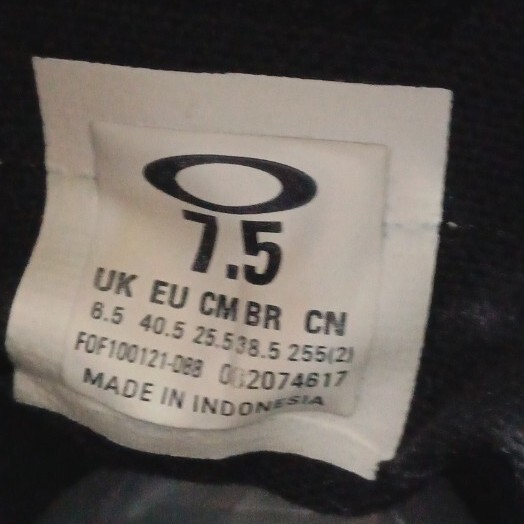 7.5
UK EU CM BR CN
6.5 40.5 25.5 38.5 255(2)
FOF100121-088
MADE IN INDONESIA